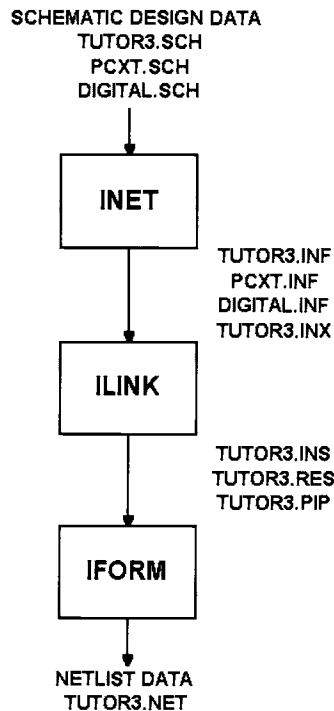 SCHEMATIC DESIGN DATA
TUTOR3.SCH
PCXT.SCH
DIGITAL.SCH
INET
TUTOR3.INF
PCXT.INF
DIGITAL.INF
TUTOR3.INX
ILINK
TUTOR3.INS
TUTOR3.RES
TUTOR3.PIP
IFORM
NETLIST DATA
TUTOR3.NET